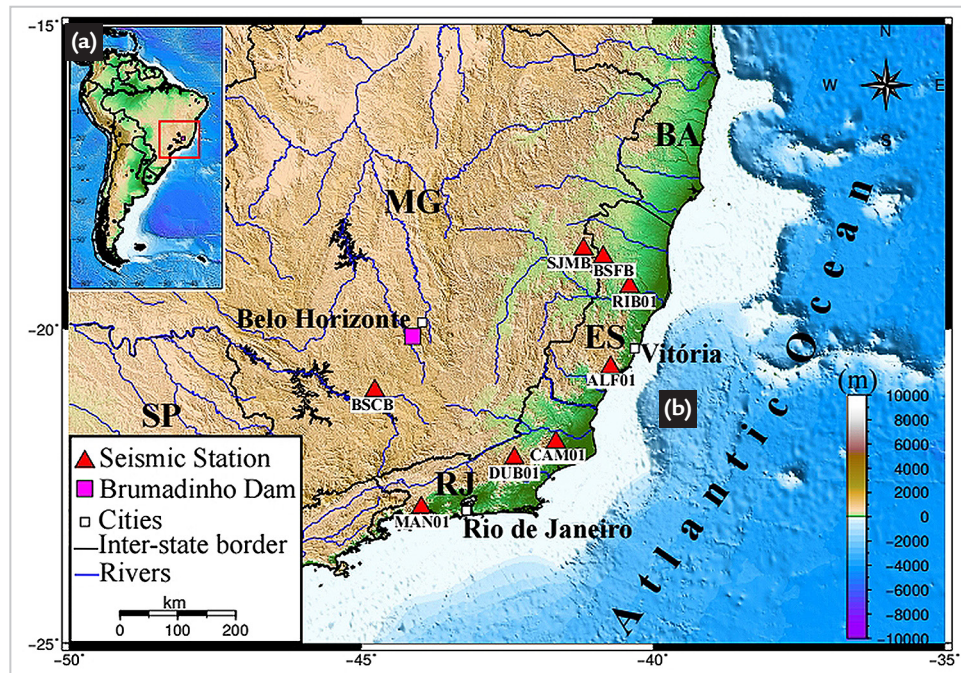 (a)
N
W E
S
BA
MG
SJMB
BSFB
RIB01
Belo Horizonte
ES
Vitória
ALF01
BSCB
(b)
SP
CAM01
DUB01
RJ
MAN01
Rio de Janeiro
Atlantic Ocean
Seismic Station
Brumadinho Dam
Cities
Inter-state border
Rivers
km
0 100 200
(m)
10000
8000
6000
4000
2000
0
−2000
−4000
−6000
−8000
−10000
−15°
−20°
−25°
−50° −45° −40° −35°